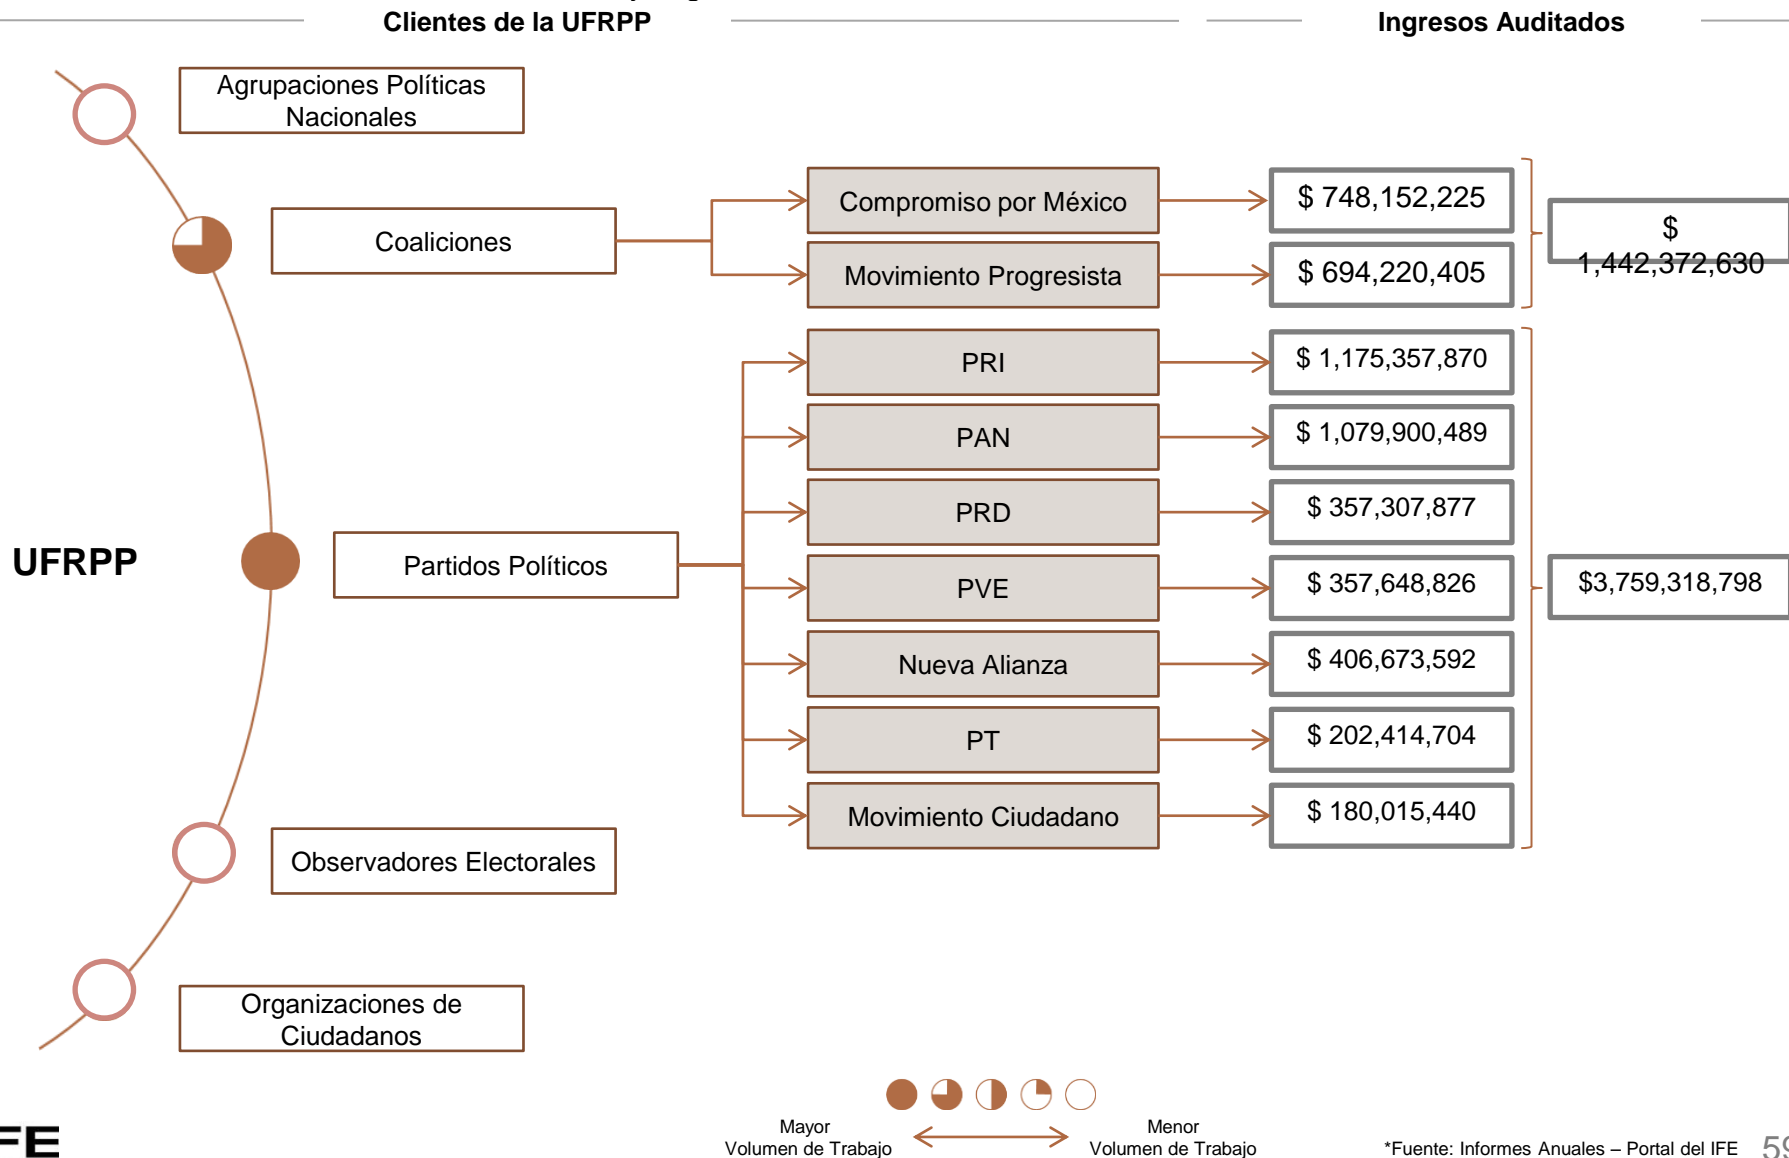 Clientes de la UFRPP
Ingresos Auditados
Agrupaciones Políticas
Nacionales
Compromiso por México
$ 748,152,225
Coaliciones
$
1,442,372,630
Movimiento Progresista
$ 694,220,405
PRI
$ 1,175,357,870
PAN
$ 1,079,900,489
PRD
$ 357,307,877
UFRPP
Partidos Políticos
PVE
$ 357,648,826
$3,759,318,798
Nueva Alianza
$ 406,673,592
PT
$ 202,414,704
Movimiento Ciudadano
$ 180,015,440
Observadores Electorales
Organizaciones de
Ciudadanos
Mayor
Volumen de Trabajo
Menor
Volumen de Trabajo
FE
*Fuente: Informes Anuales – Portal del IFE
59